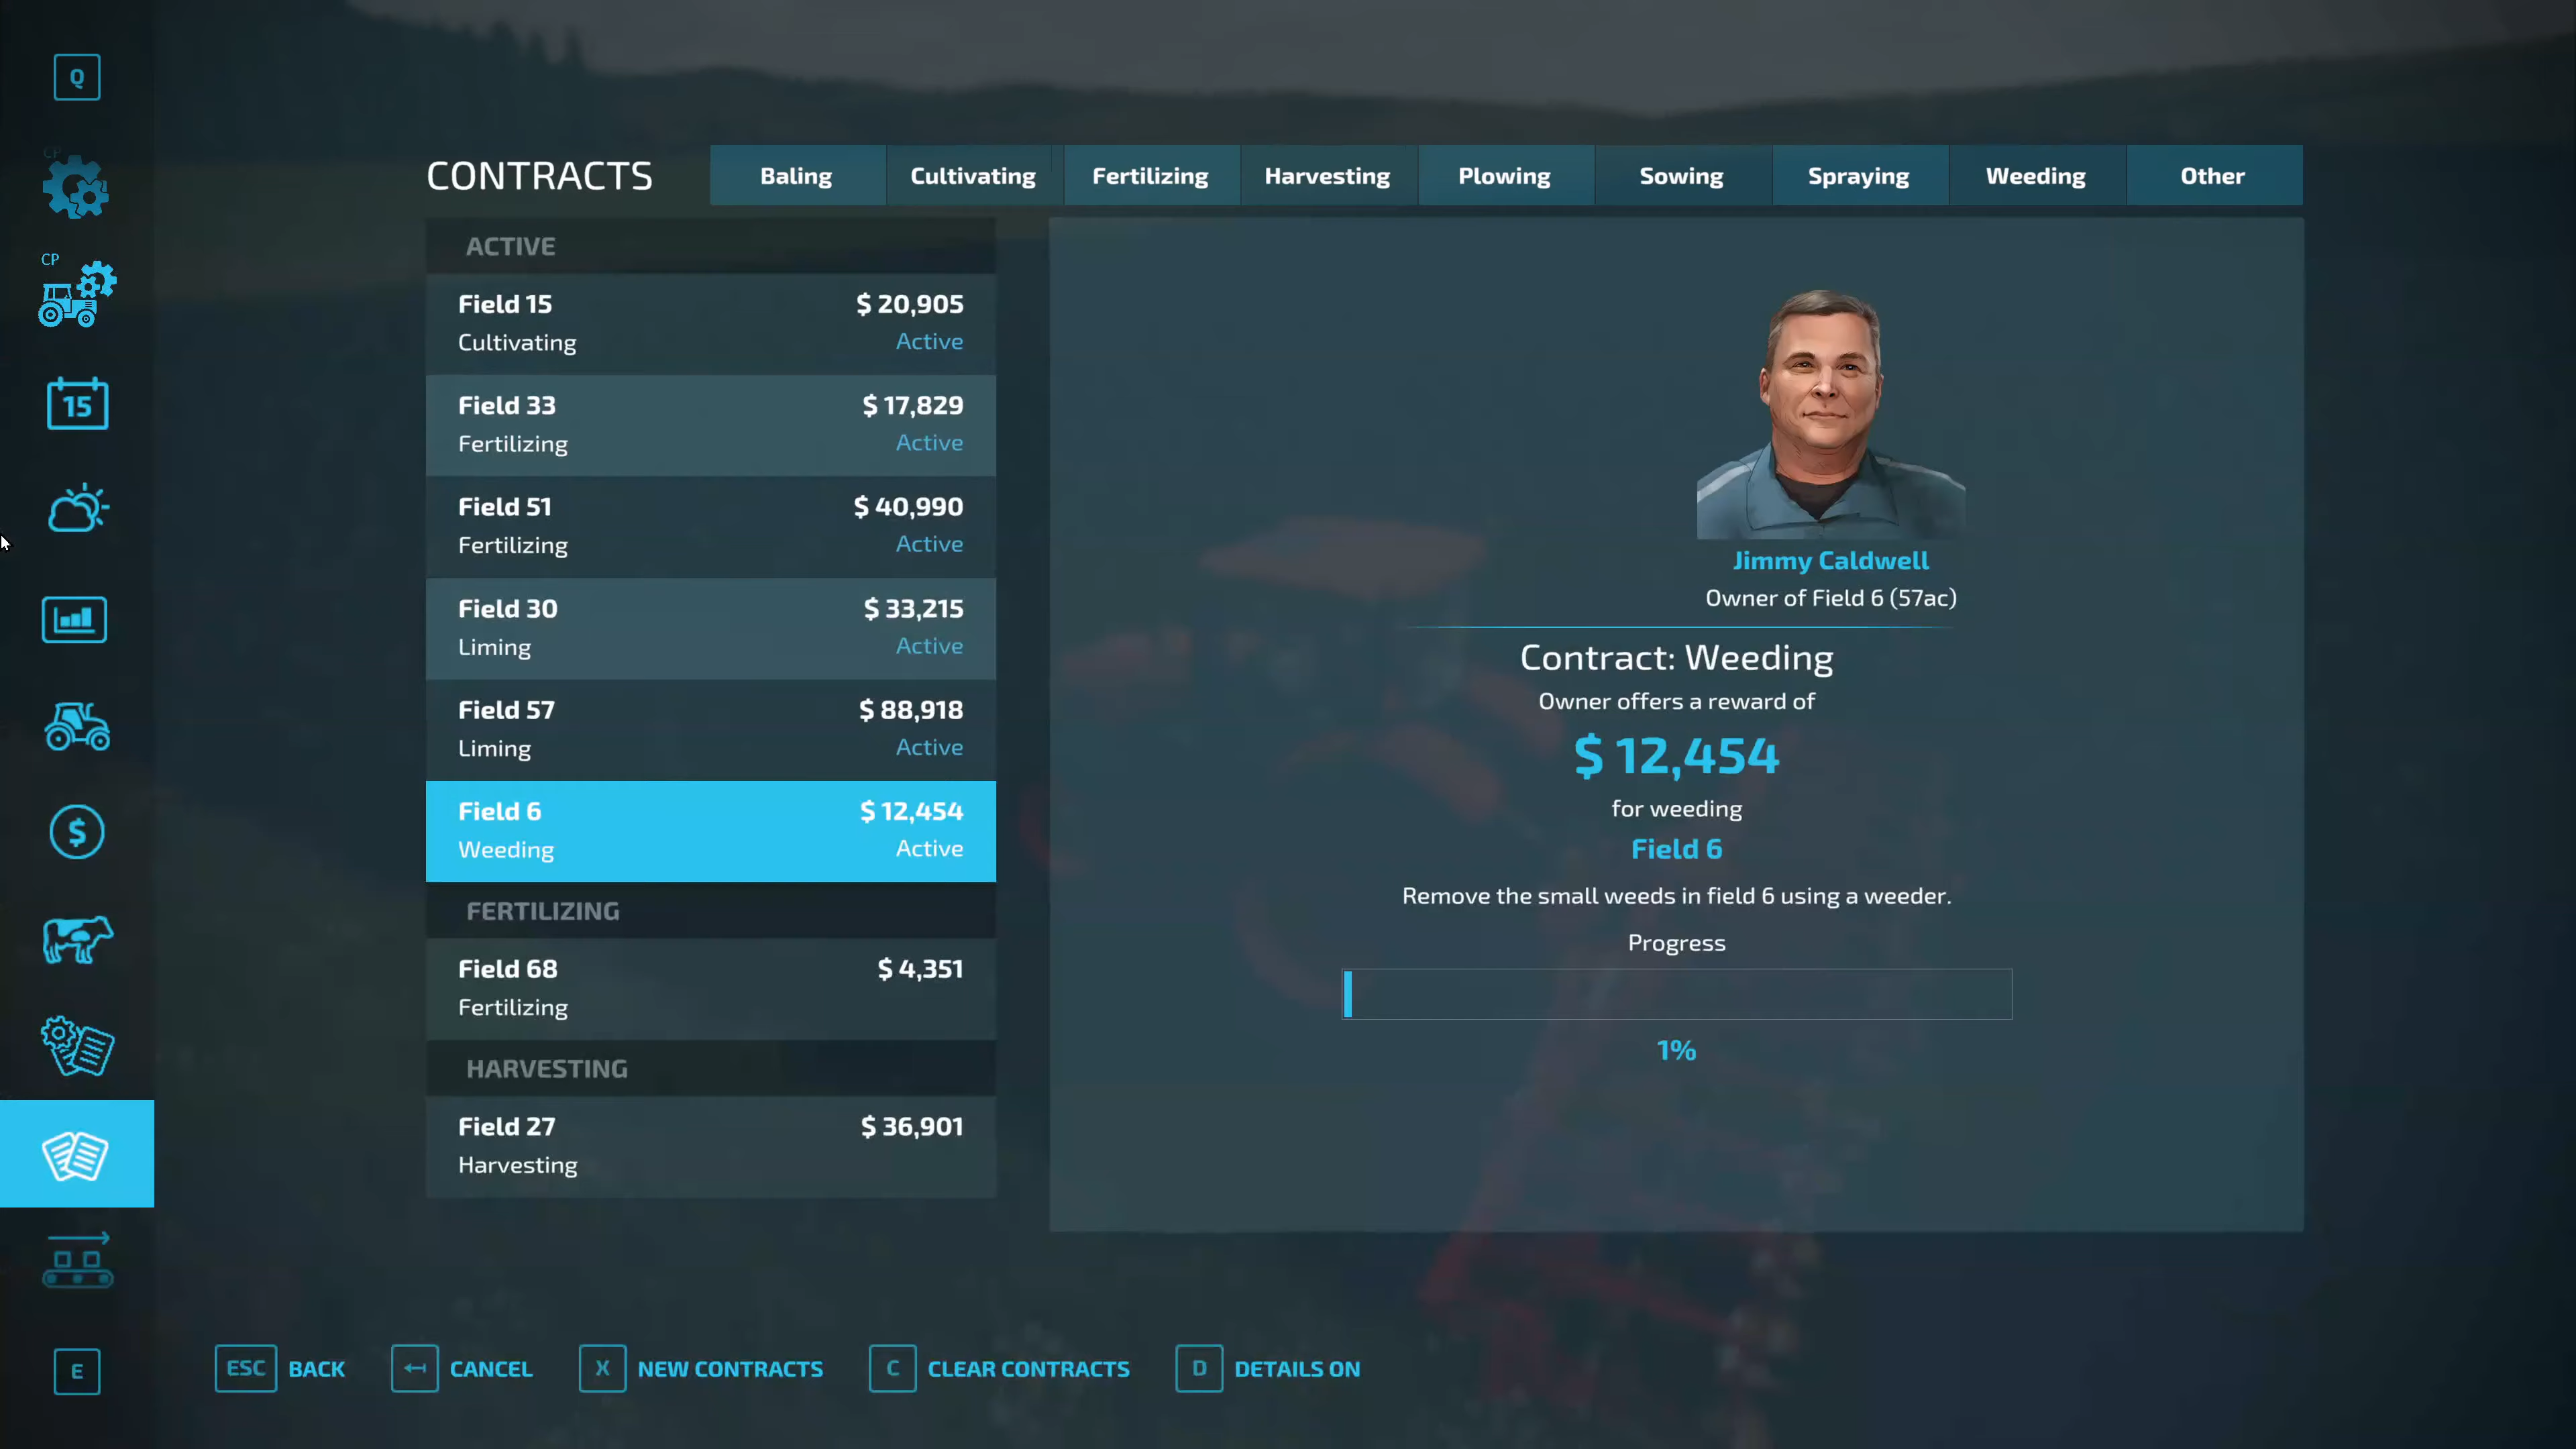 Q
CP
CP
15
$
E
CONTRACTS
Baling
Cultivating
Fertilizing
Harvesting
Plowing
Sowing
Spraying
Weeding
Other
ACTIVE
Field 15 $ 20,905
Cultivating Active
Field 33 $ 17,829
Fertilizing Active
Field 51 $ 40,990
Fertilizing Active
Field 30 $ 33,215
Liming Active
Field 57 $ 88,918
Liming Active
Field 6 $ 12,454
Weeding Active
FERTILIZING
Field 68 $ 4,351
Fertilizing
HARVESTING
Field 27 $ 36,901
Harvesting
Jimmy Caldwell
Owner of Field 6 (57ac)
Contract: Weeding
Owner offers a reward of
$ 12,454
for weeding
Field 6
Remove the small weeds in field 6 using a weeder.
Progress
1%
ESC BACK
CANCEL
X NEW CONTRACTS
C CLEAR CONTRACTS
D DETAILS ON